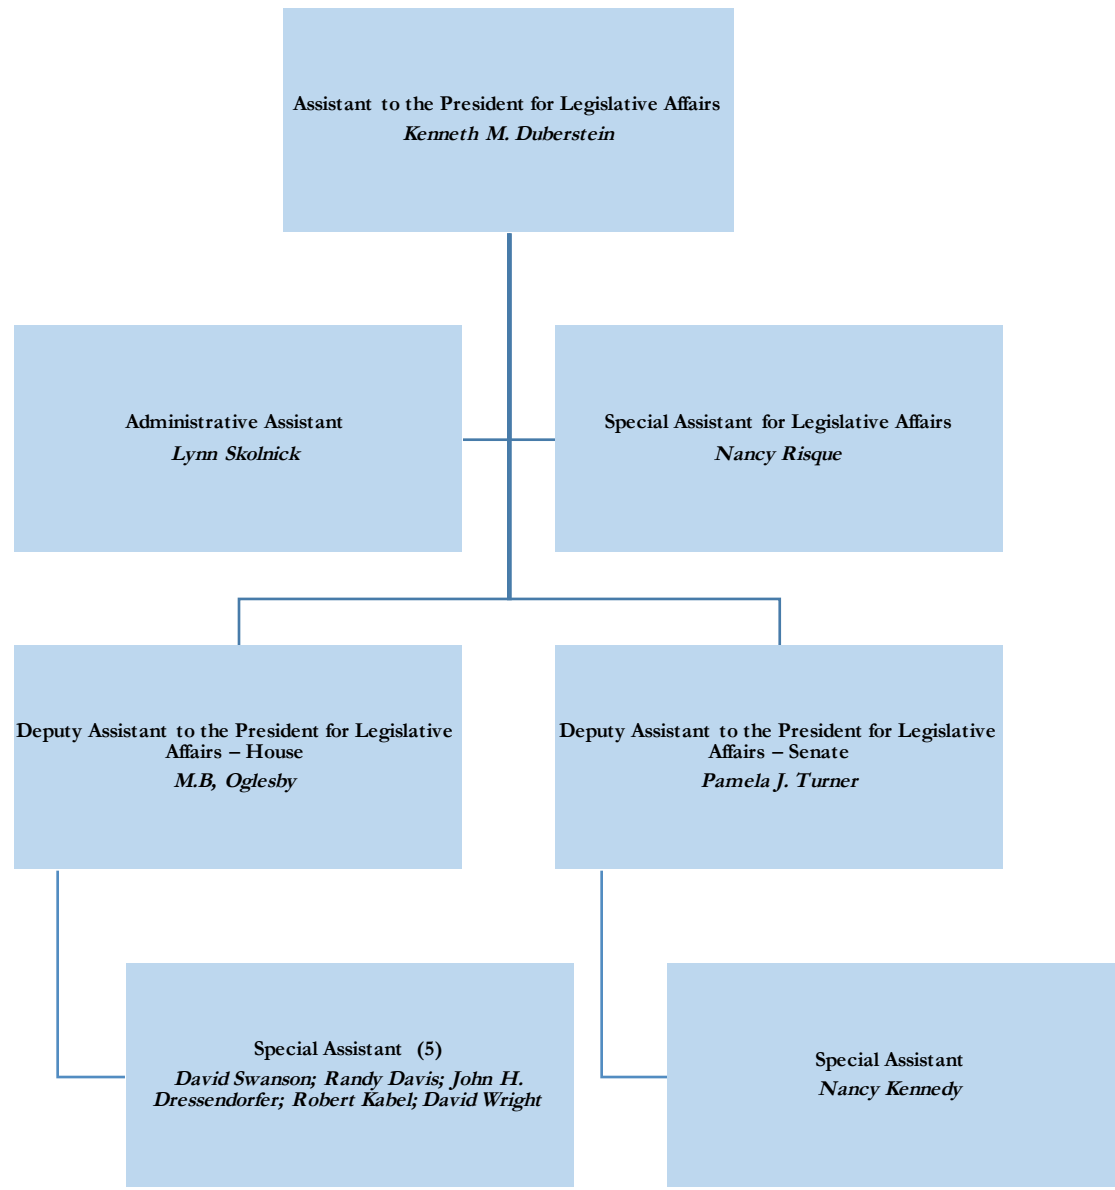 Assistant to the President for Legislative Affairs
Kenneth M. Duberstein
Administrative Assistant
Lynn Skolnick
Special Assistant for Legislative Affairs
Nancy Risque
Deputy Assistant to the President for Legislative
Affairs – House
M.B, Oglesby
Deputy Assistant to the President for Legislative
Affairs – Senate
Pamela J. Turner
Special Assistant (5)
David Swanson; Randy Davis; John H.
Dressendorfer; Robert Kabel; David Wright
Special Assistant
Nancy Kennedy